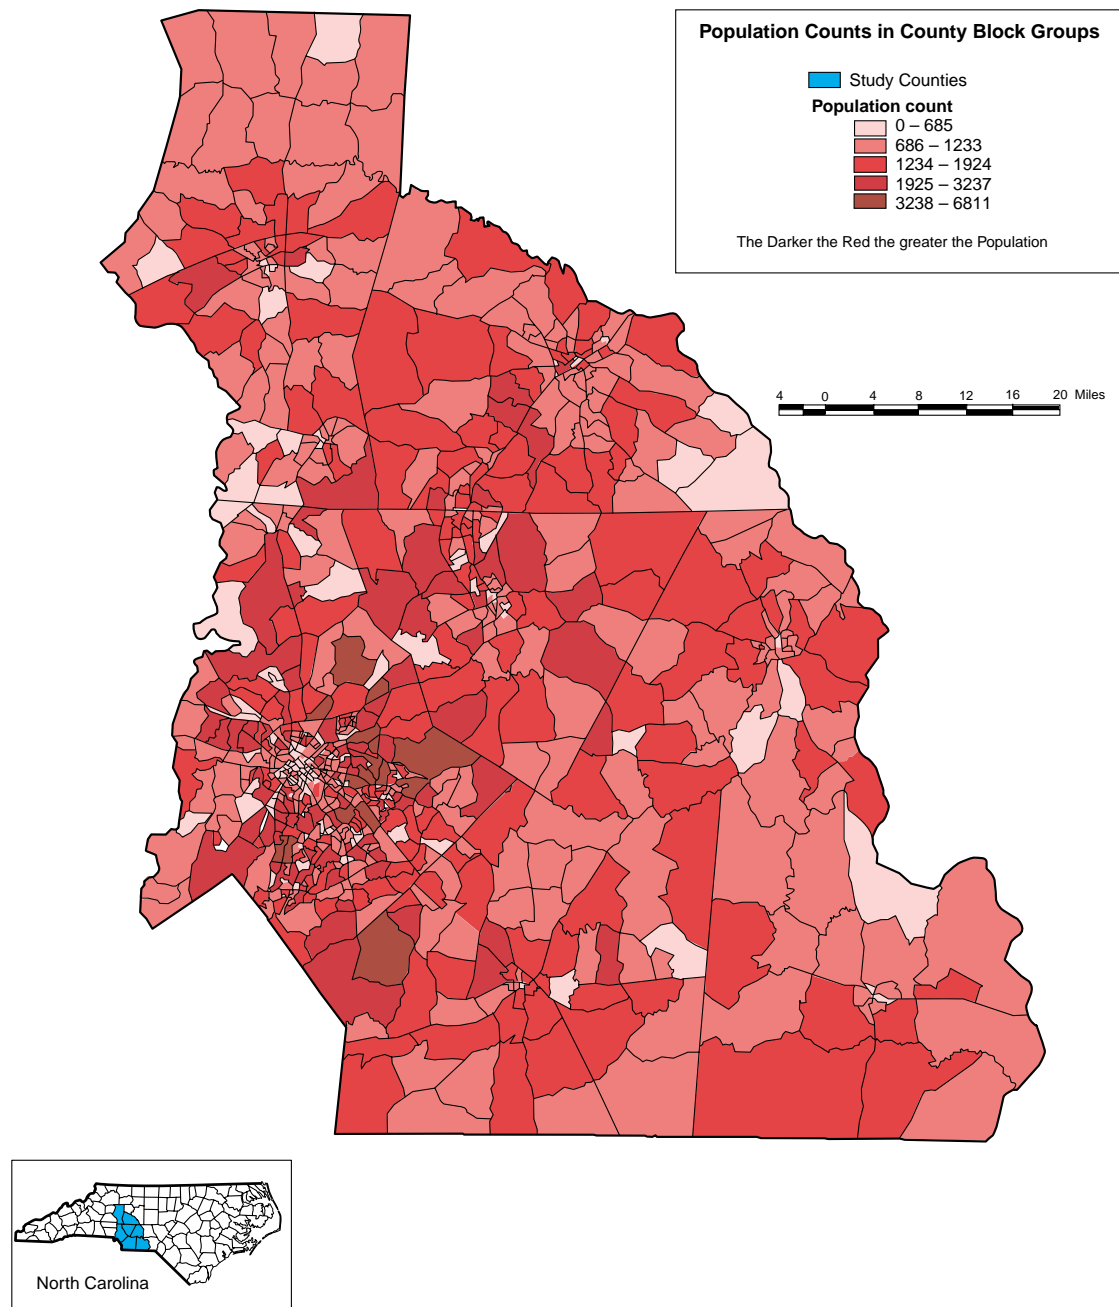 Population Counts in County Block Groups
Study Counties
Population count
0 – 685
686 – 1233
1234 – 1924
1925 – 3237
3238 – 6811
The Darker the Red the greater the Population
4 0 4 8 12 16 20 Miles
North Carolina